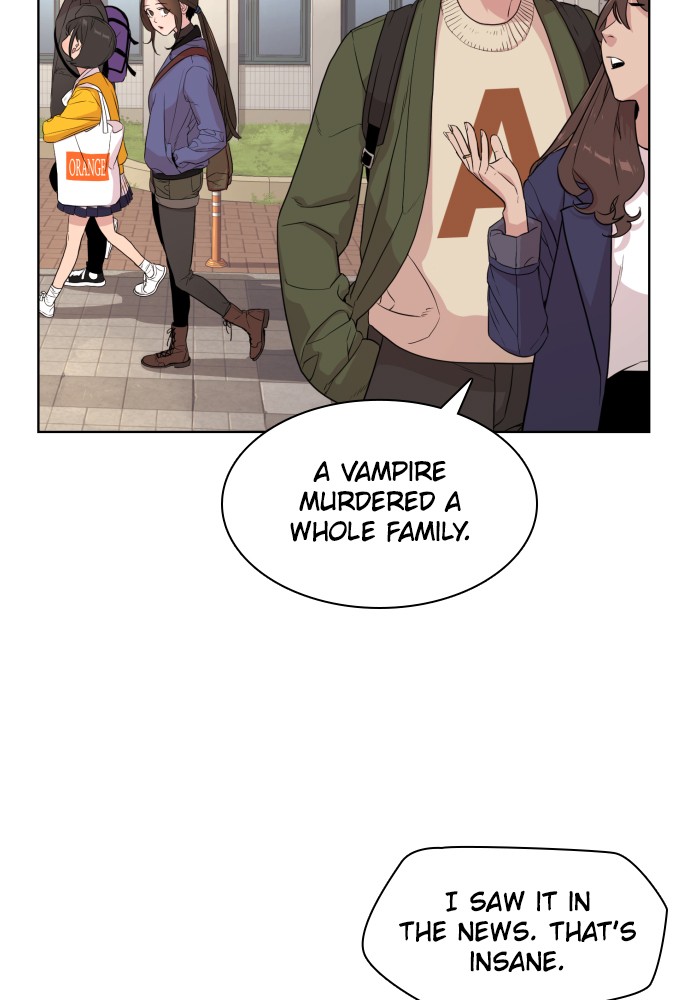 ORANGE
A
A VAMPIRE
MURDERED A
WHOLE FAMILY.
I SAW IT IN
THE NEWS. THAT'S
INSANE.